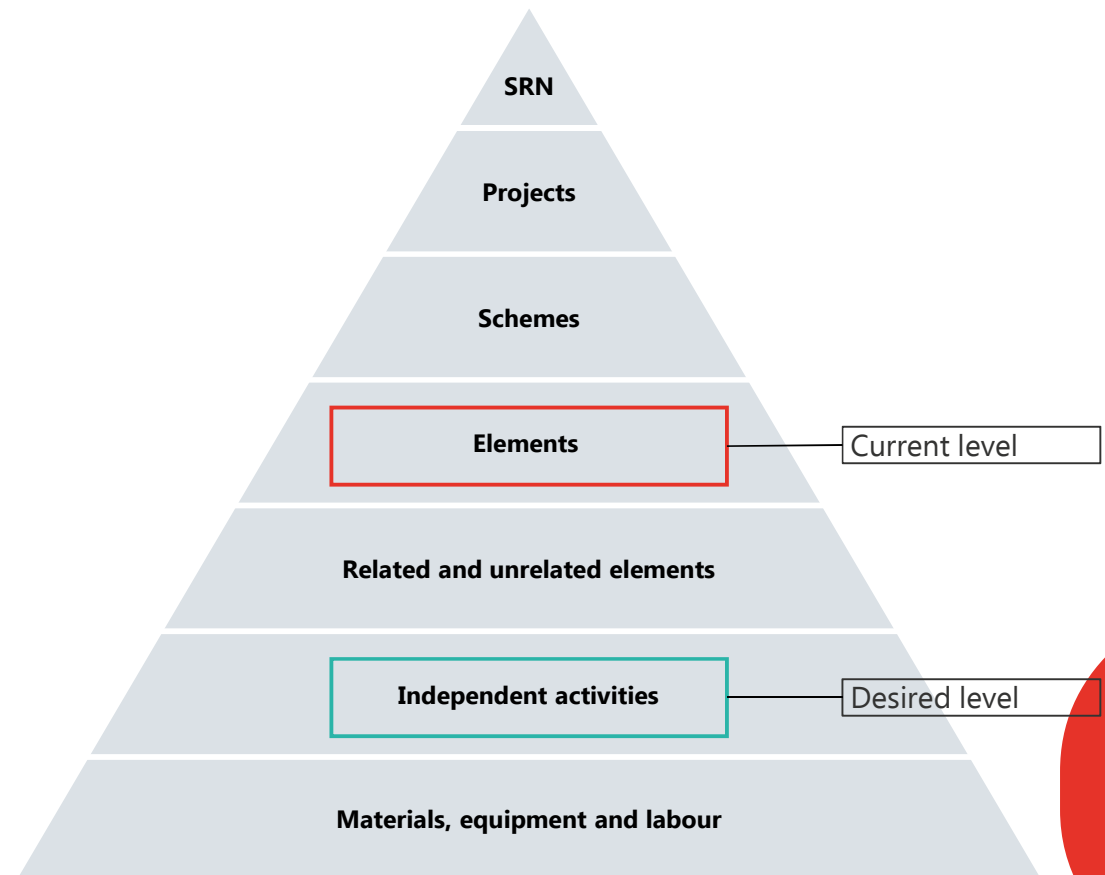 SRN
Projects
Schemes
Elements
Current level
Related and unrelated elements
Independent activities
Desired level
Materials, equipment and labour